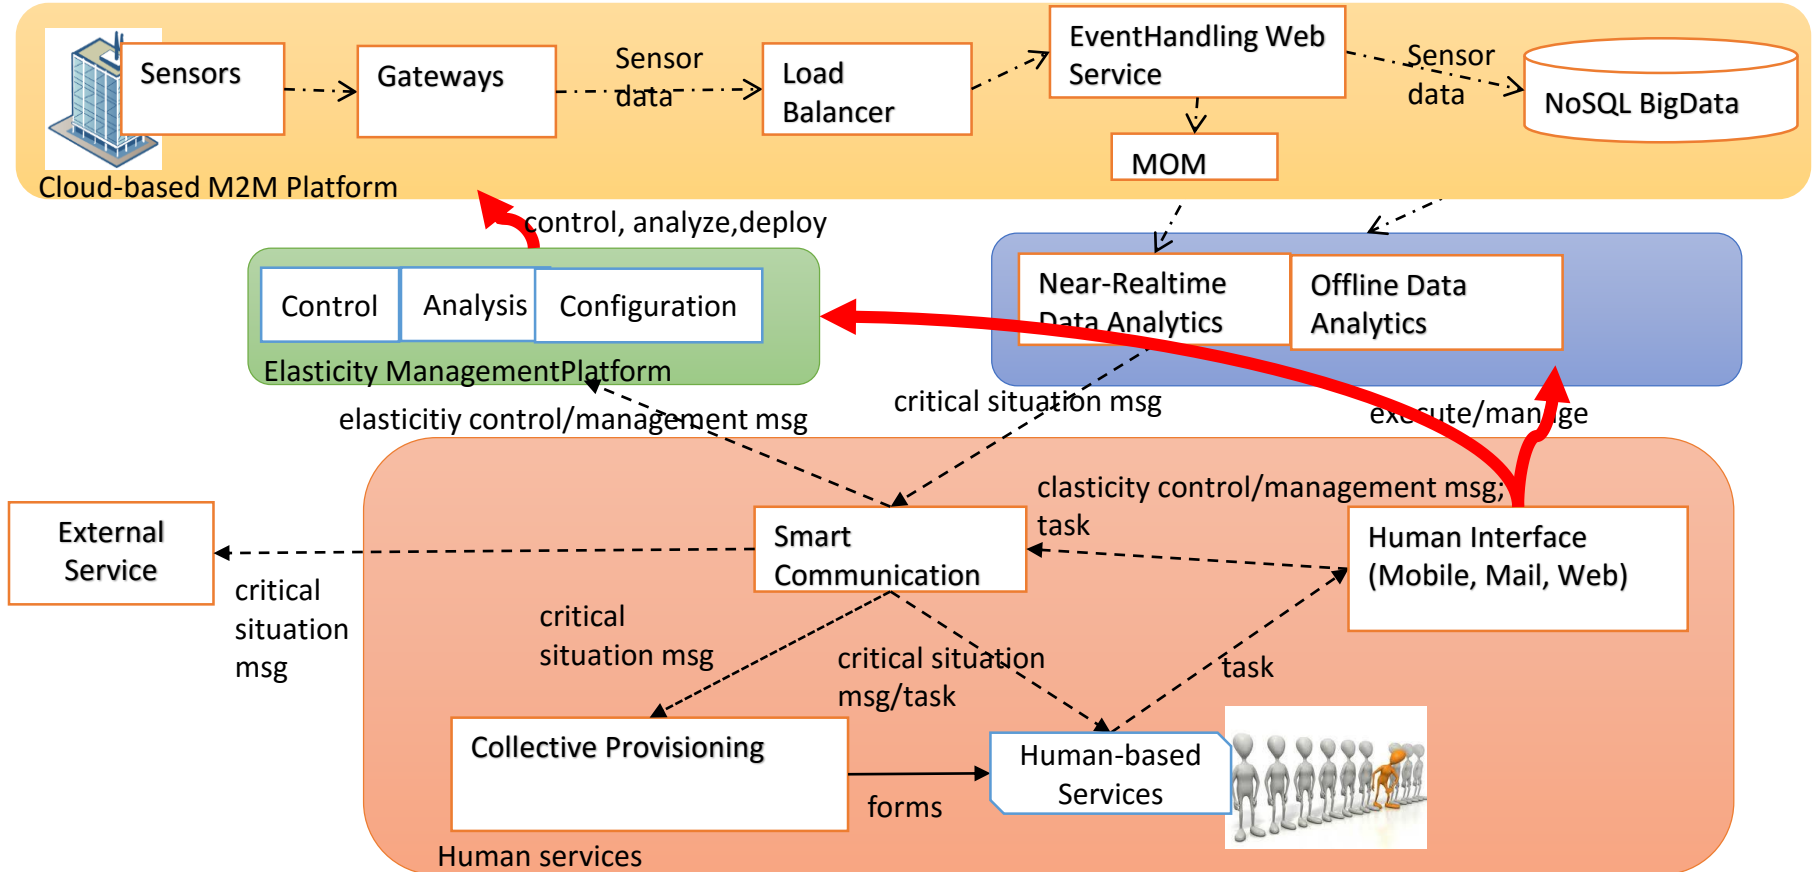 Sensors
Gateways
Sensor
data
Load
Balancer
EventHandling Web
Service
Sensor
data
NoSQL BigData
MOM
Cloud-based M2M Platform
control, analyze,deploy
Control
Analysis
Configuration
Elasticity ManagementPlatform
Near-Realtime
Data Analytics
Offline Data
Analytics
elasticitiy control/management msg
critical situation msg
execute/manage
External
Service
critical
situation
msg
Smart
Communication
clasticity control/management msg;
task
Human Interface
(Mobile, Mail, Web)
critical
situation msg
critical situation
msg/task
task
Collective Provisioning
forms
Human-based
Services
Human services